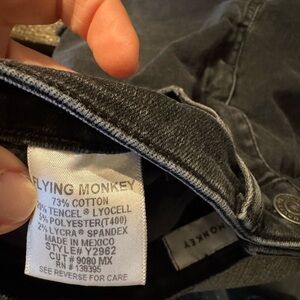 FLYING MONKEY
73% COTTON
TENCEL® LYOCELL
POLYESTER(T400)
2% LYCRA® SPANDEX
MADE IN MEXICO
STYLE# Y2962
CUT# 9080 MX
RN# 138395
SEE REVERSE FOR CARE
MONKEY